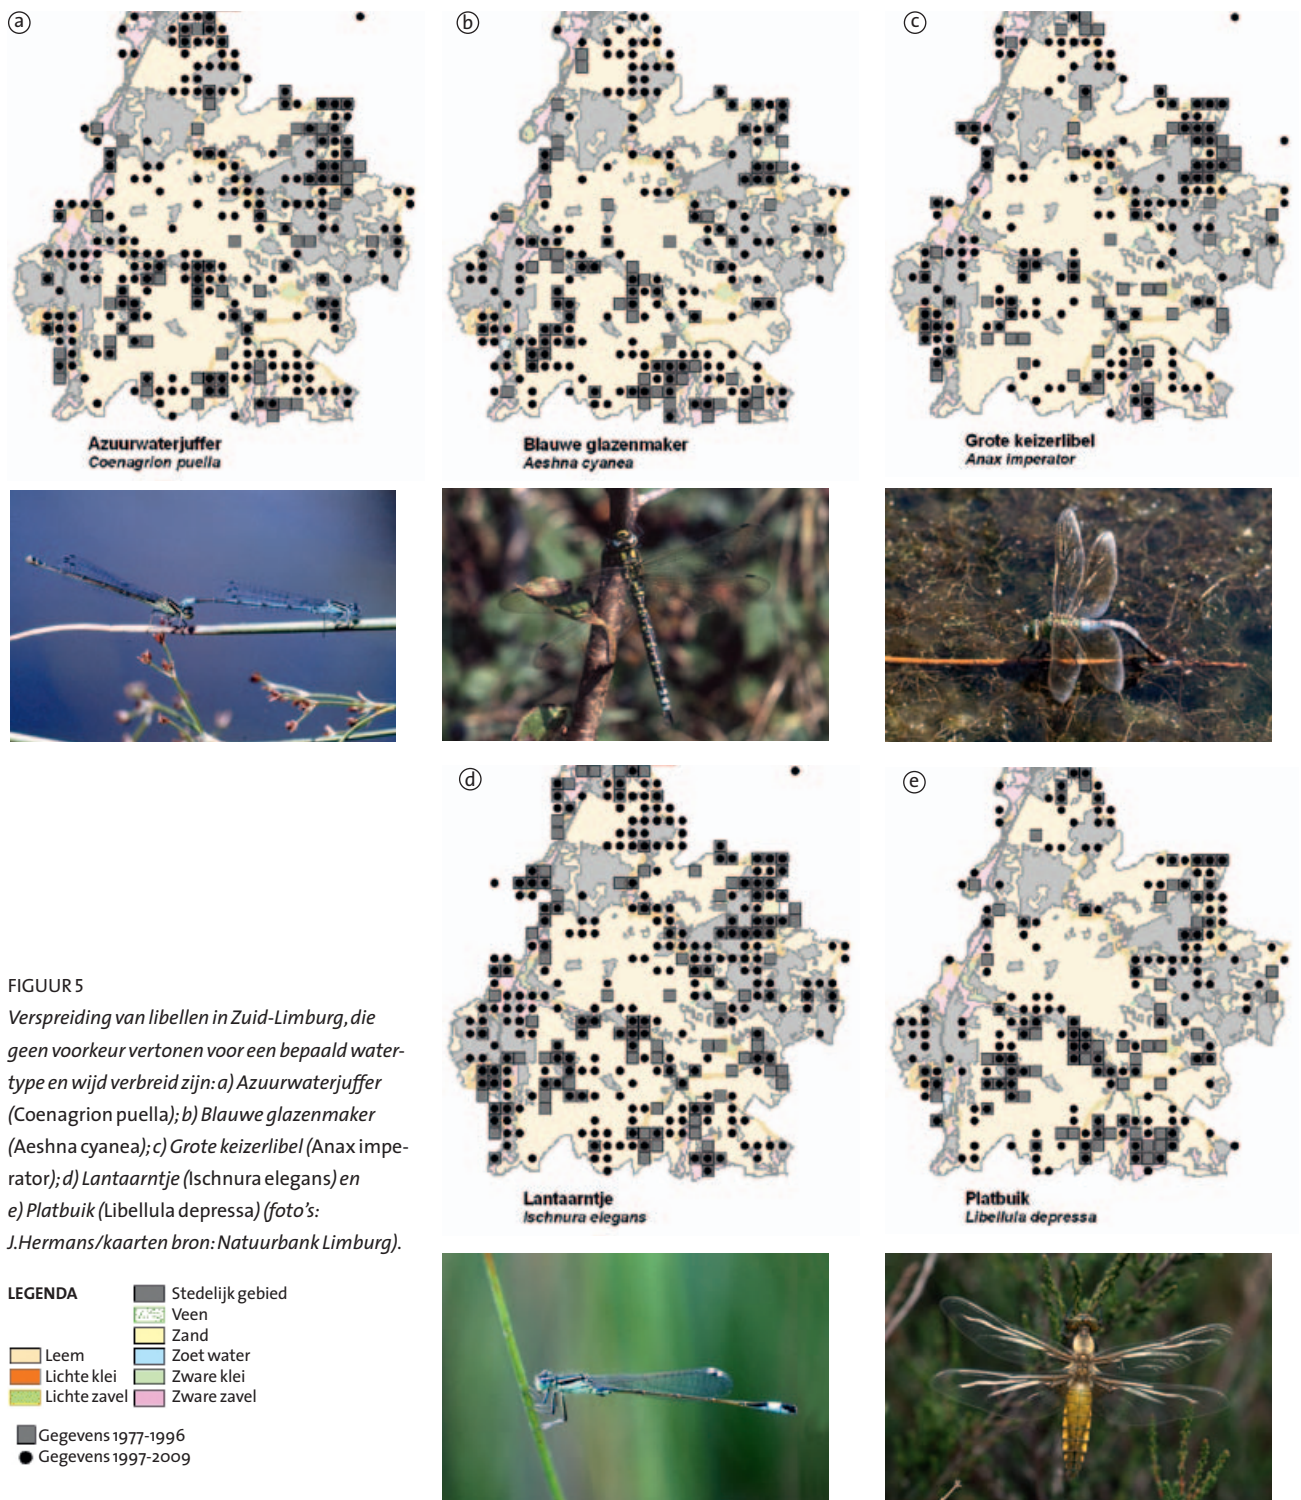 a
b
c
Azuurwaterjuffer
Coenagrion puella
Blauwe glazenmaker
Aeshna cyanea
Grote keizerlibel
Anax imperator
d
e
Lantaarntje
Ischnura elegans
Platbuik
Libellula depressa
FIGUUR 5
Verspreiding van libellen in Zuid-Limburg, die
geen voorkeur vertonen voor een bepaald water-
type en wijd verbreid zijn: a) Azuurwaterjuffer
(Coenagrion puella); b) Blauwe glazenmaker
(Aeshna cyanea); c) Grote keizerlibel (Anax impe-
rator); d) Lantaarntje (Ischnura elegans) en
e) Platbuik (Libellula depressa) (foto's:
J.Hermans/kaarten bron: Natuurbank Limburg).
LEGENDA
Leem
Lichte klei
Lichte zavel
Stedelijk gebied
Veen
Zand
Zoet water
Zware klei
Zware zavel
Gegevens 1977-1996
Gegevens 1997-2009